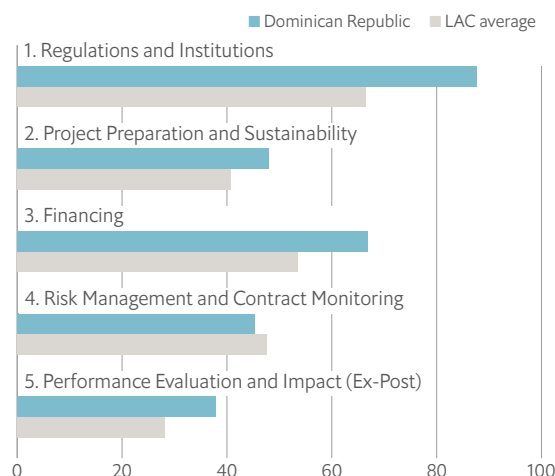 Dominican Republic LAC average
1. Regulations and Institutions
2. Project Preparation and Sustainability
3. Financing
4. Risk Management and Contract Monitoring
5. Performance Evaluation and Impact (Ex-Post)
0 20 40 60 80 100